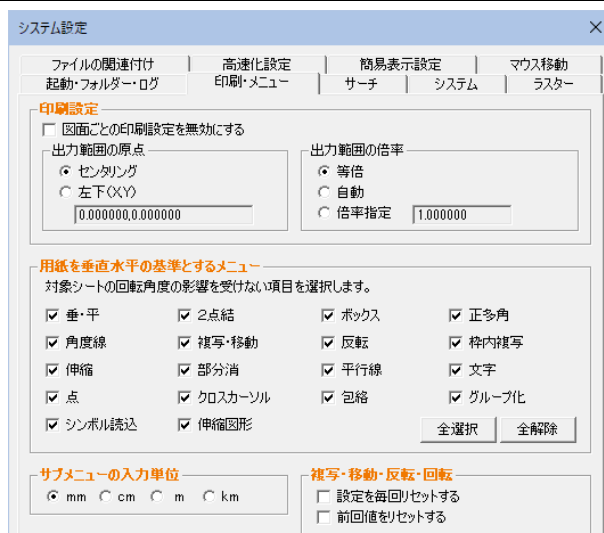 システム設定
ファイルの関連付け 高速化設定 簡易表示設定 マウス移動
起動・フォルダー・ログ 印刷・メニュー サーチ システム ラスター
印刷設定
図面ごとの印刷設定を無効にする
出力範囲の原点 出力範囲の倍率
センタリング 等倍
左下(XY) 自動
0.000000,0.000000 倍率指定 1.000000
用紙を垂直水平の基準とするメニュー
対象シートの回転角度の影響を受けない項目を選択します。
垂・平 2点結 ボックス 正多角
角度線 複写・移動 反転 枠内複写
伸縮 部分消 平行線 文字
点 クロスカーソル 包絡 グループ化
シンボル読込 伸縮図形 全選択 全解除
サブメニューの入力単位 複写・移動・反転・回転
mm cm m km 設定を毎回リセットする
前回値をリセットする